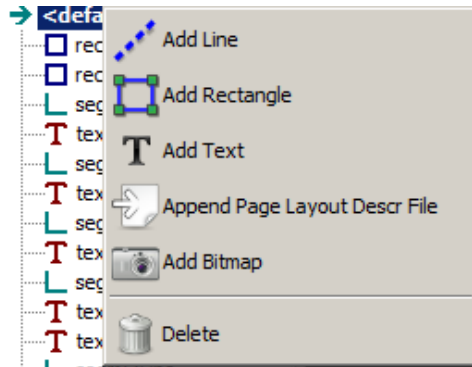 <defa
rec
Add Line
rec
Add Rectangle
seg
tex
Add Text
seg
tex
Append Page Layout Descr File
seg
tex
Add Bitmap
seg
tex
Delete
tex